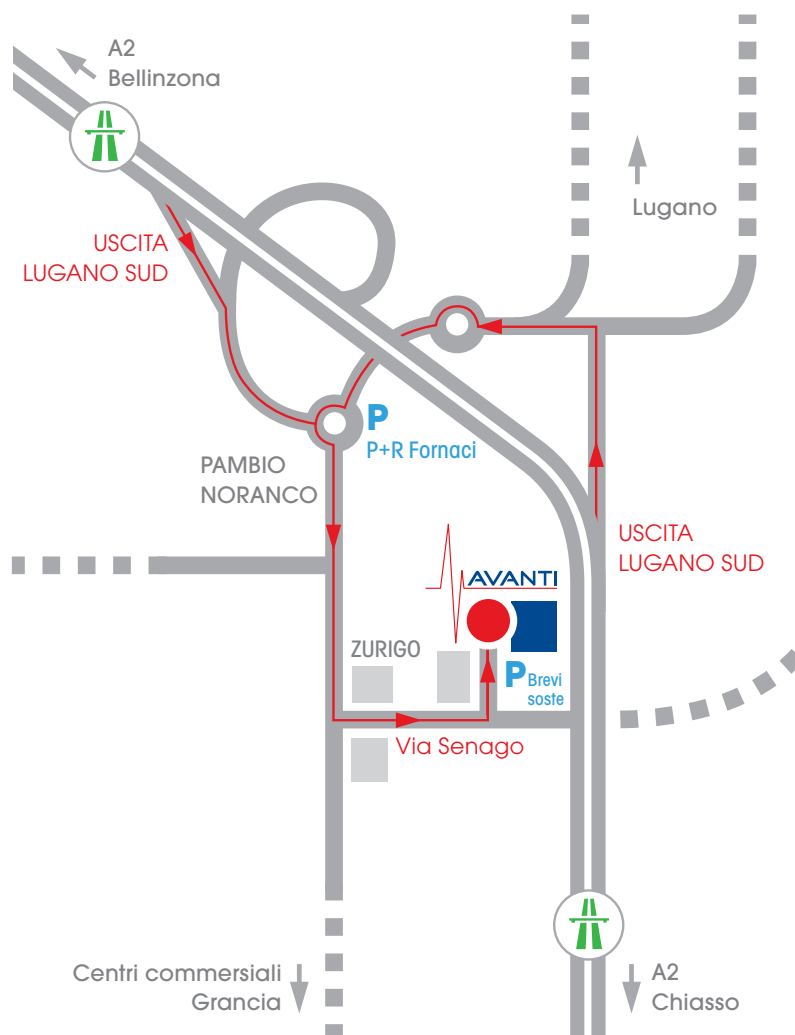 A2
Bellinzona
Lugano
USCITA
LUGANO SUD
P
P+R Fornaci
PAMBIO
NORANCO
USCITA
LUGANO SUD
AVANTI
ZURIGO
P Brevi
soste
Via Senago
Centri commersiali
Grancia
A2
Chiasso